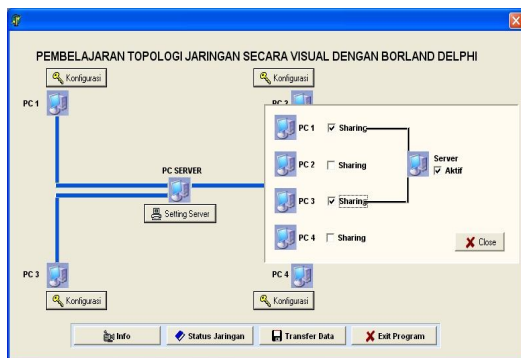 PEMBELAJARAN TOPOLOGI JARINGAN SECARA VISUAL DENGAN BORLAND DELPHI
Konfigurasi
Konfigurasi
PC 1
PC 2
PC 1 Sharing
PC 2 Sharing
Server
Aktif
PC SERVER
Setting Server
PC 3 Sharing
PC 4 Sharing
Close
PC 3
PC 4
Konfigurasi
Konfigurasi
Info
Status Jaringan
Transfer Data
Exit Program